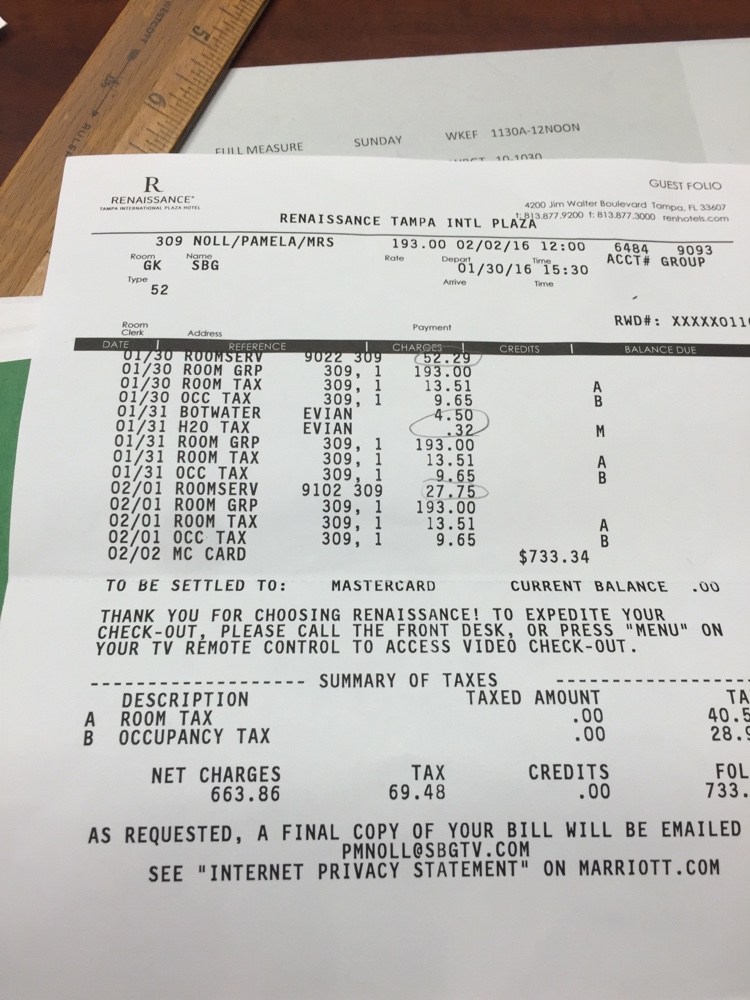 WESTCOTT
RULER
5
6
FULL MEASURE SUNDAY WKEF 1130A-12NOON
10-1030
R
RENAISSANCE®
TAMPA INTERNATIONAL PLAZA HOTEL
GUEST FOLIO
4200 Jim Walter Boulevard Tampa, FL 33607
t: 813.877.9200 f: 813.877.3000 renhotels.com
RENAISSANCE TAMPA INTL PLAZA
309 NOLL/PAMELA/MRS 193.00 02/02/16 12:00 6484 9093
Room Name Rate Depart Time ACCT# GROUP
GK SBG 01/30/16 15:30
Type Arrive Time
52
RWD#: XXXXX011
Room
Clerk Address Payment
DATE REFERENCE CHARGES CREDITS BALANCE DUE
01/30 ROOMSERV 9022 309 52.29
01/30 ROOM GRP 309, 1 193.00
01/30 ROOM TAX 309, 1 13.51 A
01/30 OCC TAX 309, 1 9.65 B
01/31 BOTWATER EVIAN 4.50
01/31 H2O TAX EVIAN .32 M
01/31 ROOM GRP 309, 1 193.00
01/31 ROOM TAX 309, 1 13.51 A
01/31 OCC TAX 309, 1 9.65 B
02/01 ROOMSERV 9102 309 27.75
02/01 ROOM GRP 309, 1 193.00
02/01 ROOM TAX 309, 1 13.51 A
02/01 OCC TAX 309, 1 9.65 B
02/02 MC CARD $733.34
TO BE SETTLED TO: MASTERCARD CURRENT BALANCE .00
THANK YOU FOR CHOOSING RENAISSANCE! TO EXPEDITE YOUR
CHECK-OUT, PLEASE CALL THE FRONT DESK, OR PRESS "MENU" ON
YOUR TV REMOTE CONTROL TO ACCESS VIDEO CHECK-OUT.
------------------ SUMMARY OF TAXES ------------------
DESCRIPTION TAXED AMOUNT TA
A ROOM TAX .00 40.5
B OCCUPANCY TAX .00 28.9
NET CHARGES TAX CREDITS FOL
663.86 69.48 .00 733.
AS REQUESTED, A FINAL COPY OF YOUR BILL WILL BE EMAILED
PMNOLL@SBGTV.COM
SEE "INTERNET PRIVACY STATEMENT" ON MARRIOTT.COM